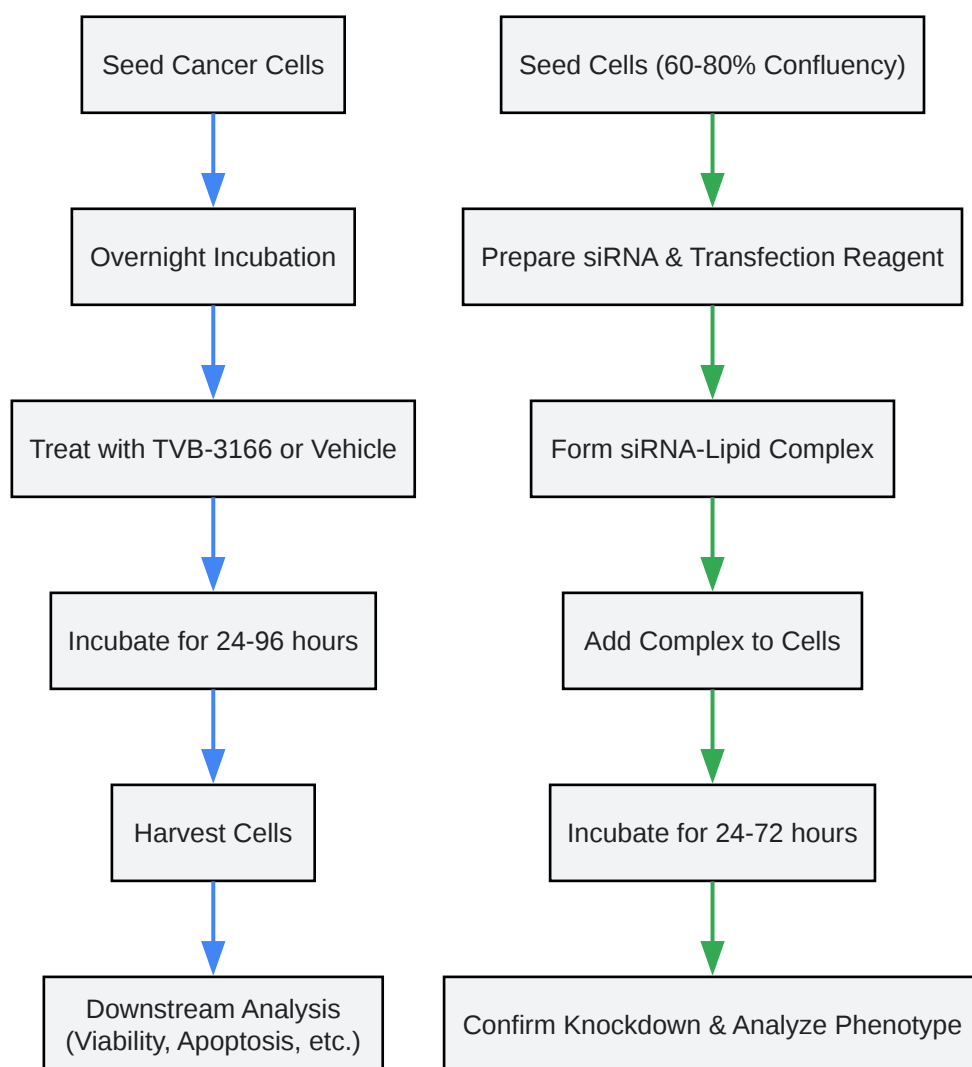 Seed Cancer Cells
Overnight Incubation
Treat with TVB-3166 or Vehicle
Incubate for 24-96 hours
Harvest Cells
Downstream Analysis
(Viability, Apoptosis, etc.)
Seed Cells (60-80% Confluency)
Prepare siRNA & Transfection Reagent
Form siRNA-Lipid Complex
Add Complex to Cells
Incubate for 24-72 hours
Confirm Knockdown & Analyze Phenotype